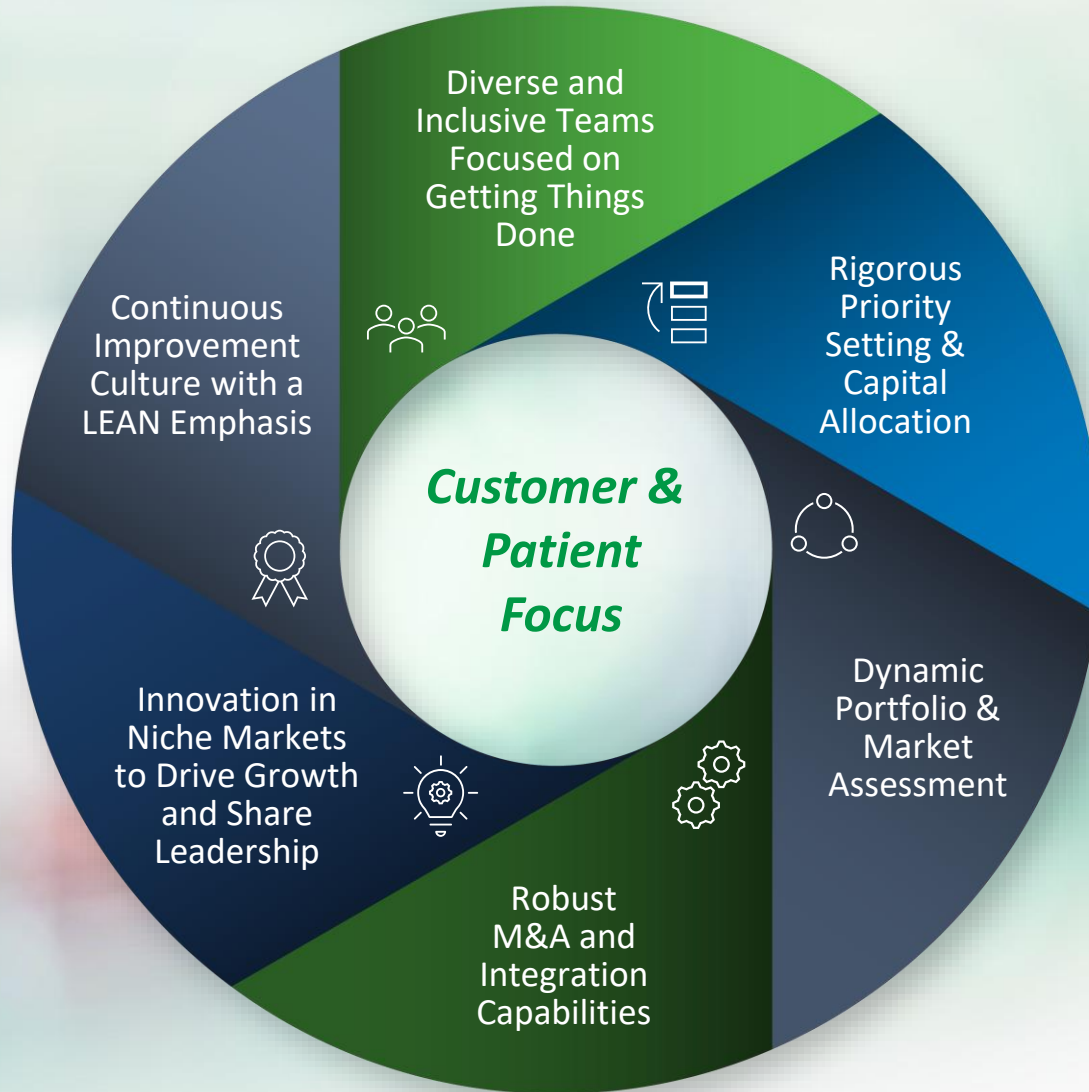 Diverse and
Inclusive Teams
Focused on
Getting Things
Done
Rigorous
Priority
Setting &
Capital
Allocation
Dynamic
Portfolio &
Market
Assessment
Robust
M&A and
Integration
Capabilities
Innovation in
Niche Markets
to Drive Growth
and Share
Leadership
Continuous
Improvement
Culture with a
LEAN Emphasis
Customer &
Patient
Focus